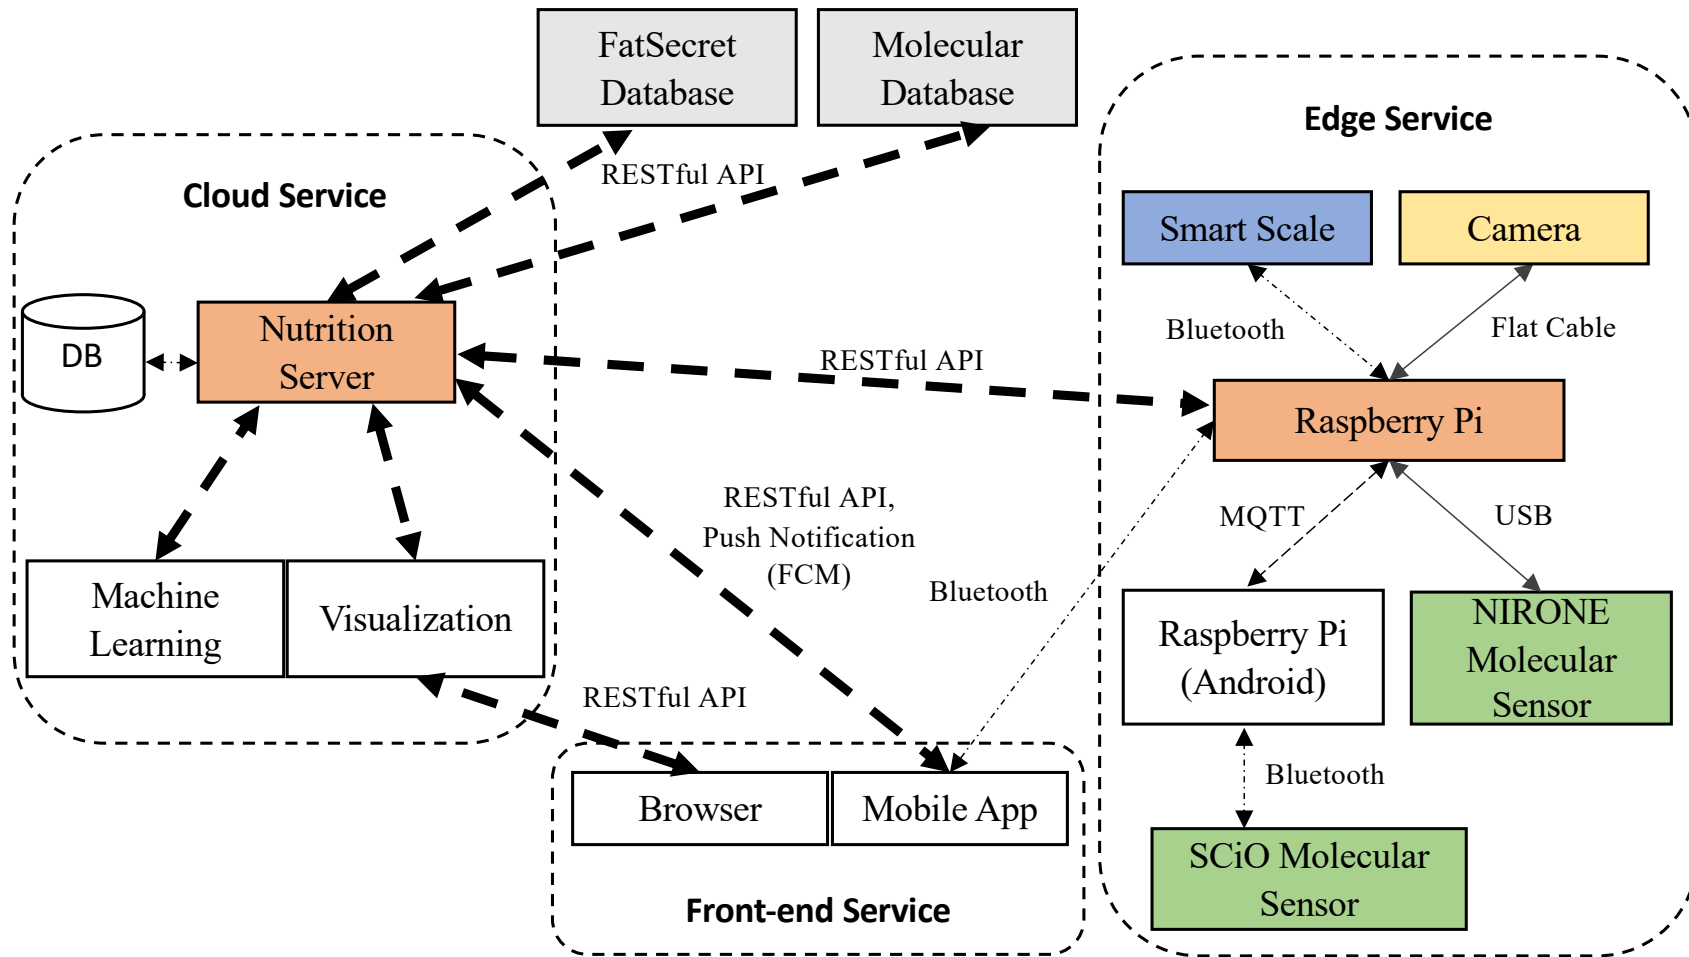 FatSecret
Database
Molecular
Database
RESTful API
Cloud Service
DB
Nutrition
Server
Machine
Learning
Visualization
RESTful API
RESTful API,
Push Notification
(FCM)
RESTful API
Bluetooth
Browser
Mobile App
Front-end Service
Edge Service
Smart Scale
Camera
Bluetooth
Flat Cable
Raspberry Pi
MQTT
USB
Raspberry Pi
(Android)
NIRONE
Molecular
Sensor
Bluetooth
SCiO Molecular
Sensor